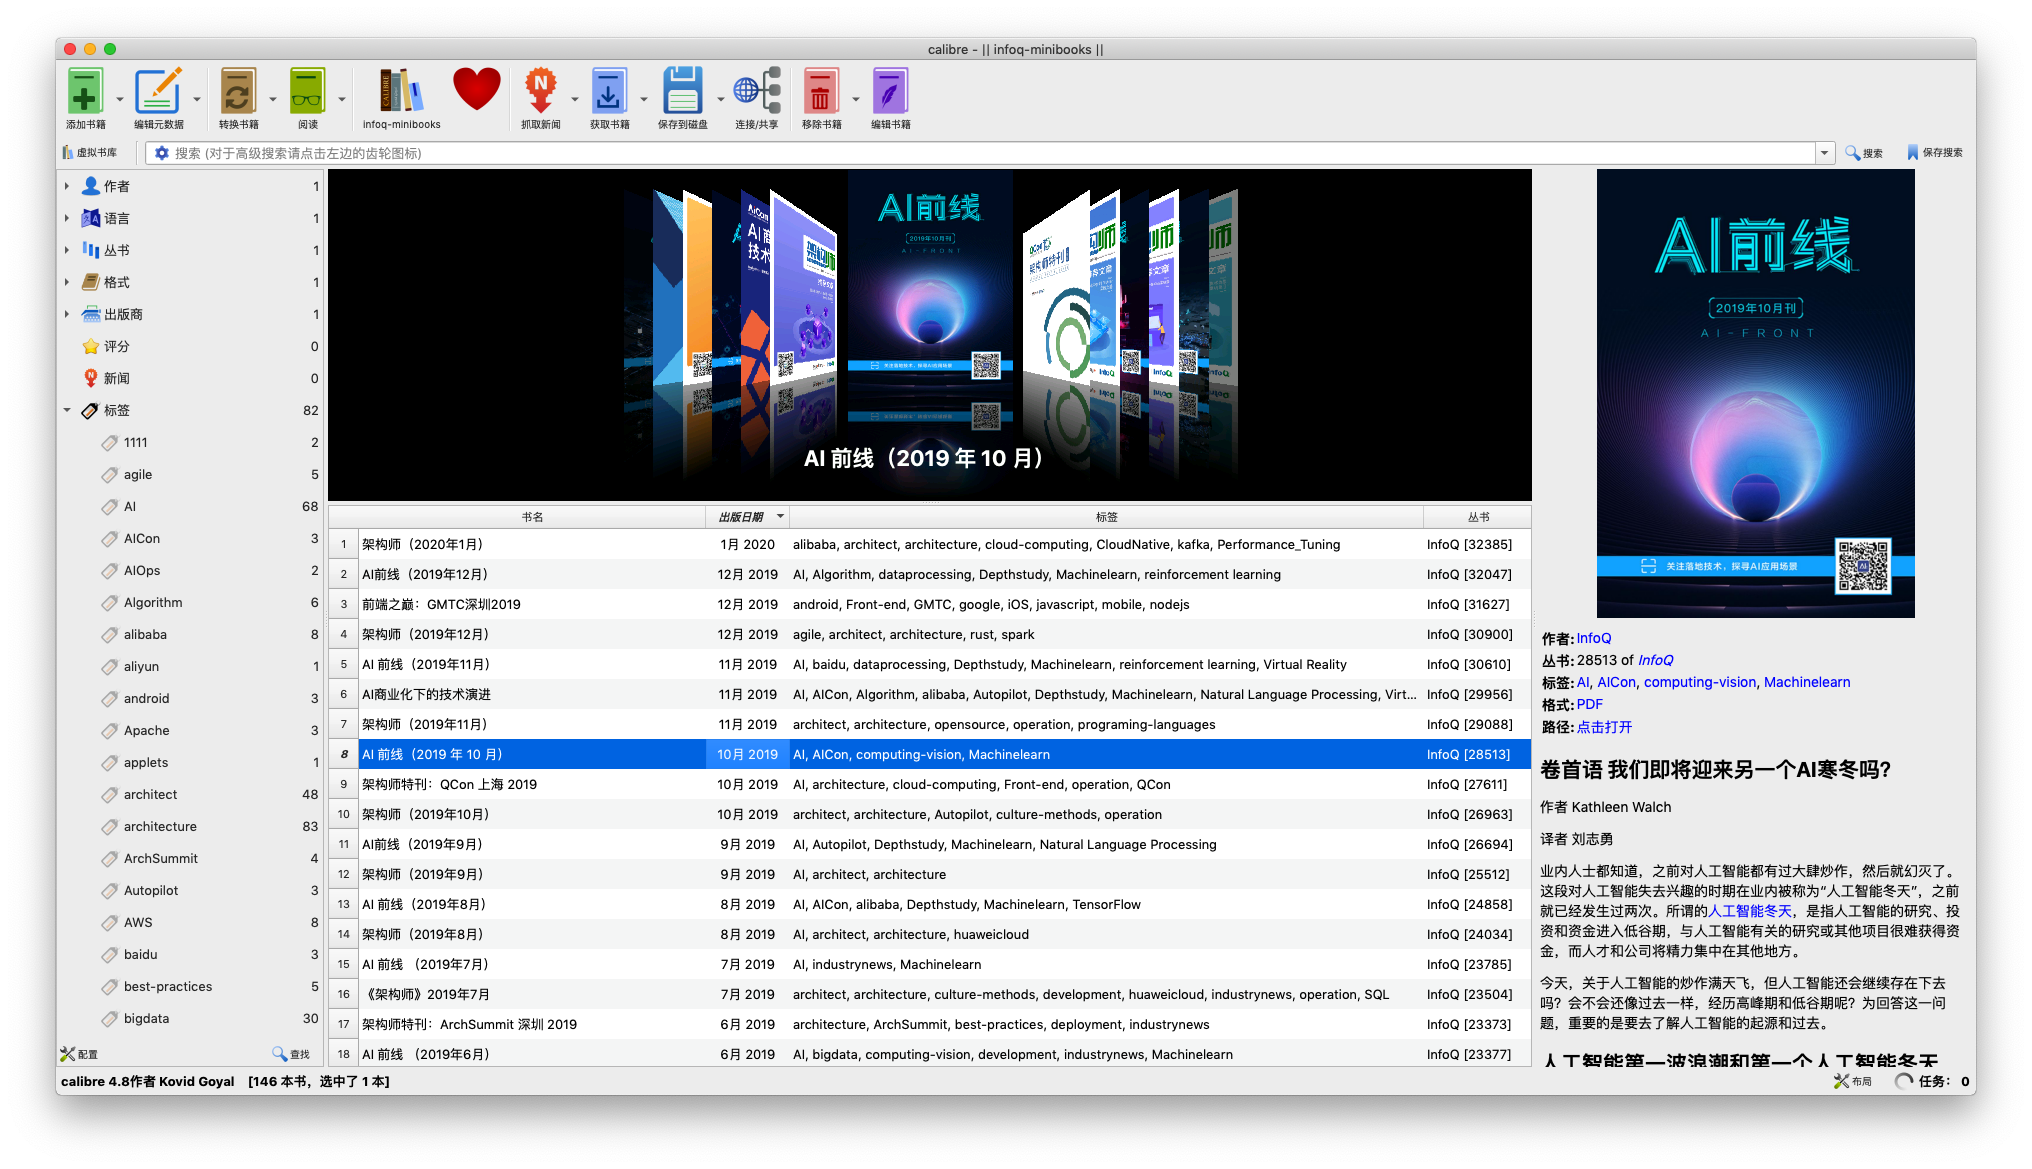 calibre - || infoq-minibooks ||
添加书籍
编辑元数据
转换书籍
阅读
infoq-minibooks
抓取新闻
获取书籍
保存到磁盘
连接/共享
移除书籍
编辑书籍
虚拟书库
搜索 (对于高级搜索请点击左边的齿轮图标)
搜索
保存搜索
作者 1
语言 1
丛书 1
格式 1
出版商 1
评分 0
新闻 0
标签 82
1111 2
agile 5
AI 68
AICon 3
AIOps 2
Algorithm 6
alibaba 8
aliyun 1
android 3
Apache 3
applets 1
architect 48
architecture 83
ArchSummit 4
Autopilot 3
AWS 8
baidu 3
best-practices 5
bigdata 30
配置
查找
AI前线
2019年10月刊
AI-FRONT
AI 前线（2019 年 10 月）
书名 出版日期 标签 丛书
1 架构师（2020年1月） 1月 2020 alibaba, architect, architecture, cloud-computing, CloudNative, kafka, Performance_Tuning InfoQ [32385]
2 AI前线（2019年12月） 12月 2019 AI, Algorithm, dataprocessing, Depthstudy, Machinelearn, reinforcement learning InfoQ [32047]
3 前端之巅：GMTC深圳2019 12月 2019 android, Front-end, GMTC, google, iOS, javascript, mobile, nodejs InfoQ [31627]
4 架构师（2019年12月） 12月 2019 agile, architect, architecture, rust, spark InfoQ [30900]
5 AI 前线（2019年11月） 11月 2019 AI, baidu, dataprocessing, Depthstudy, Machinelearn, reinforcement learning, Virtual Reality InfoQ [30610]
6 AI商业化下的技术演进 11月 2019 AI, AICon, Algorithm, alibaba, Autopilot, Depthstudy, Machinelearn, Natural Language Processing, Virt... InfoQ [29956]
7 架构师（2019年11月） 11月 2019 architect, architecture, opensource, operation, programing-languages InfoQ [29088]
8 AI 前线（2019 年 10 月） 10月 2019 AI, AICon, computing-vision, Machinelearn InfoQ [28513]
9 架构师特刊：QCon 上海 2019 10月 2019 AI, architecture, cloud-computing, Front-end, operation, QCon InfoQ [27611]
10 架构师（2019年10月） 10月 2019 architect, architecture, Autopilot, culture-methods, operation InfoQ [26963]
11 AI前线（2019年9月） 9月 2019 AI, Autopilot, Depthstudy, Machinelearn, Natural Language Processing InfoQ [26694]
12 架构师（2019年9月） 9月 2019 AI, architect, architecture InfoQ [25512]
13 AI 前线（2019年8月） 8月 2019 AI, AICon, alibaba, Depthstudy, Machinelearn, TensorFlow InfoQ [24858]
14 架构师（2019年8月） 8月 2019 AI, architect, architecture, huaweicloud InfoQ [24034]
15 AI 前线 （2019年7月） 7月 2019 AI, industrynews, Machinelearn InfoQ [23785]
16 《架构师》2019年7月 7月 2019 architect, architecture, culture-methods, development, huaweicloud, industrynews, operation, SQL InfoQ [23504]
17 架构师特刊：ArchSummit 深圳 2019 6月 2019 architecture, ArchSummit, best-practices, deployment, industrynews InfoQ [23373]
18 AI 前线 （2019年6月） 6月 2019 AI, bigdata, computing-vision, development, industrynews, Machinelearn InfoQ [23377]
AI前线
2019年10月刊
AI-FRONT
关注落地技术，探寻AI应用场景
作者: InfoQ
丛书: 28513 of InfoQ
标签: AI, AICon, computing-vision, Machinelearn
格式: PDF
路径: 点击打开
卷首语 我们即将迎来另一个AI寒冬吗?
作者 Kathleen Walch
译者 刘志勇
业内人士都知道，之前对人工智能都有过大肆炒作，然后就幻灭了。
这段对人工智能失去兴趣的时期在业内被称为“人工智能冬天”，之前
就已经发生过两次。所谓的人工智能冬天，是指人工智能的研究、投
资和资金进入低谷期，与人工智能有关的研究或其他项目很难获得资
金，而人才和公司将精力集中在其他地方。
今天，关于人工智能的炒作满天飞，但人工智能还会继续存在下去
吗？会不会还像过去一样，经历高峰期和低谷期呢？为回答这一问
题，重要的是要去了解人工智能的起源和过去。
人工智能第一波浪潮和第一个人工智能冬天
calibre 4.8作者 Kovid Goyal [146 本书，选中了 1 本]
布局
任务： 0